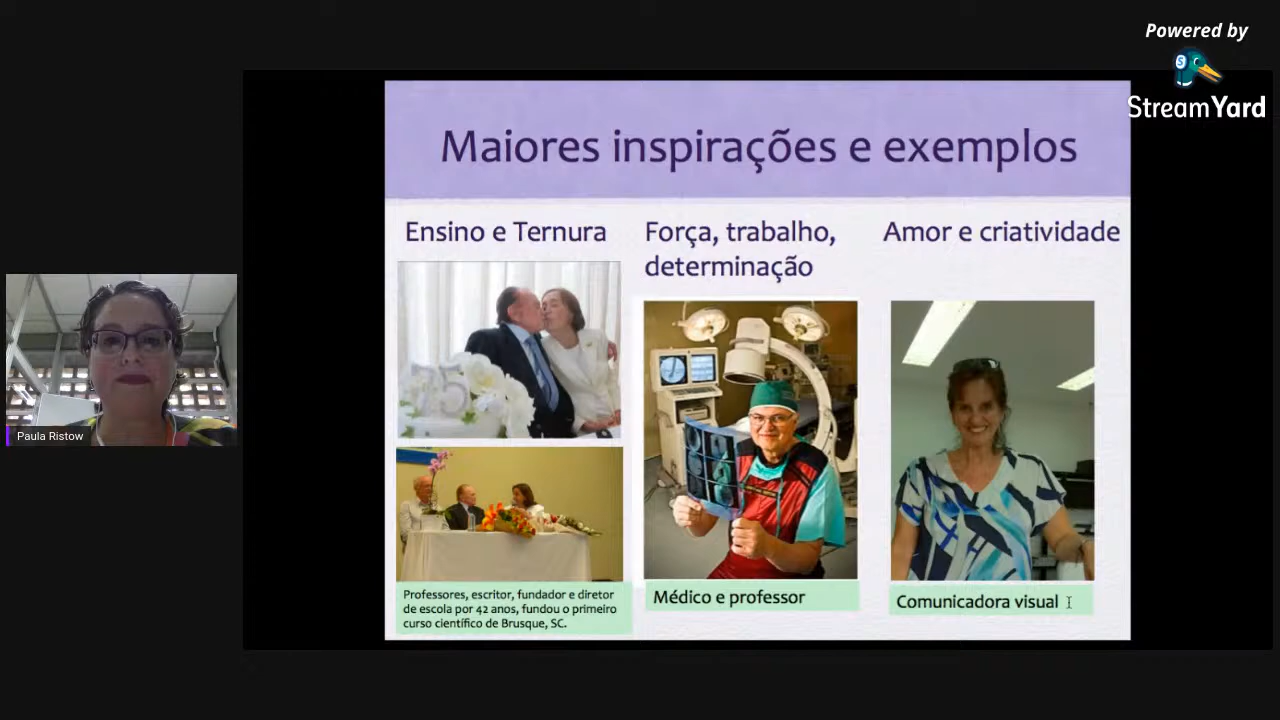 Powered by
StreamYard
Maiores inspirações e exemplos
Ensino e Ternura
Força, trabalho,
determinação
Amor e criatividade
Professores, escritor, fundador e diretor
de escola por 42 anos, fundou o primeiro
curso científico de Brusque, SC.
Médico e professor
Comunicadora visual
Paula Ristow